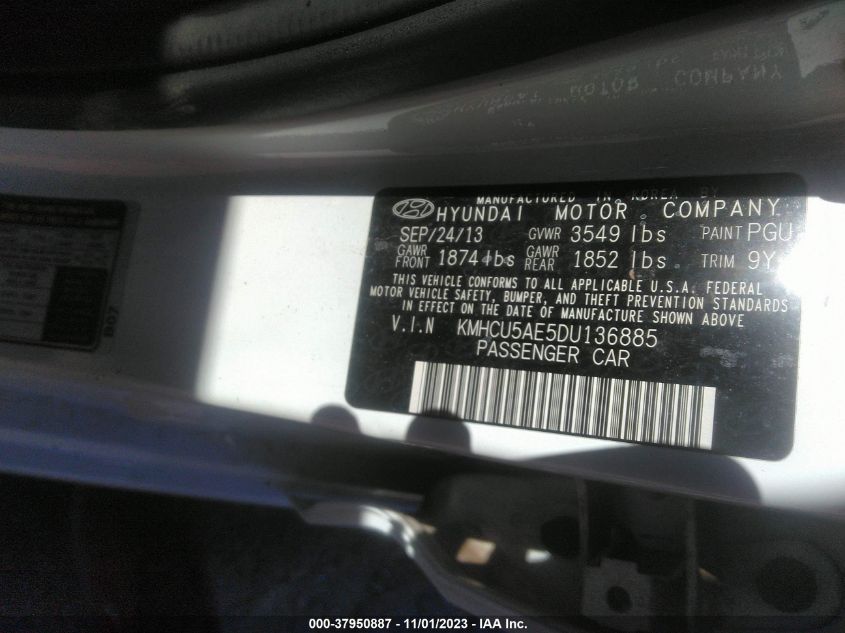 MOTOR COMPANY
MANUFACTURED IN KOREA BY
HYUNDAI MOTOR COMPANY
SEP/24/13 GVWR 3549 lbs PAINT PGU
GAWR FRONT 1874 lbs GAWR REAR 1852 lbs TRIM 9Y
THIS VEHICLE CONFORMS TO ALL APPLICABLE U.S.A. FEDERAL
MOTOR VEHICLE SAFETY, BUMPER, AND THEFT PREVENTION STANDARDS
IN EFFECT ON THE DATE OF MANUFACTURE SHOWN ABOVE
V.I.N KMHCU5AE5DU136885
PASSENGER CAR
B07
000-37950887 - 11/01/2023 - IAA Inc.